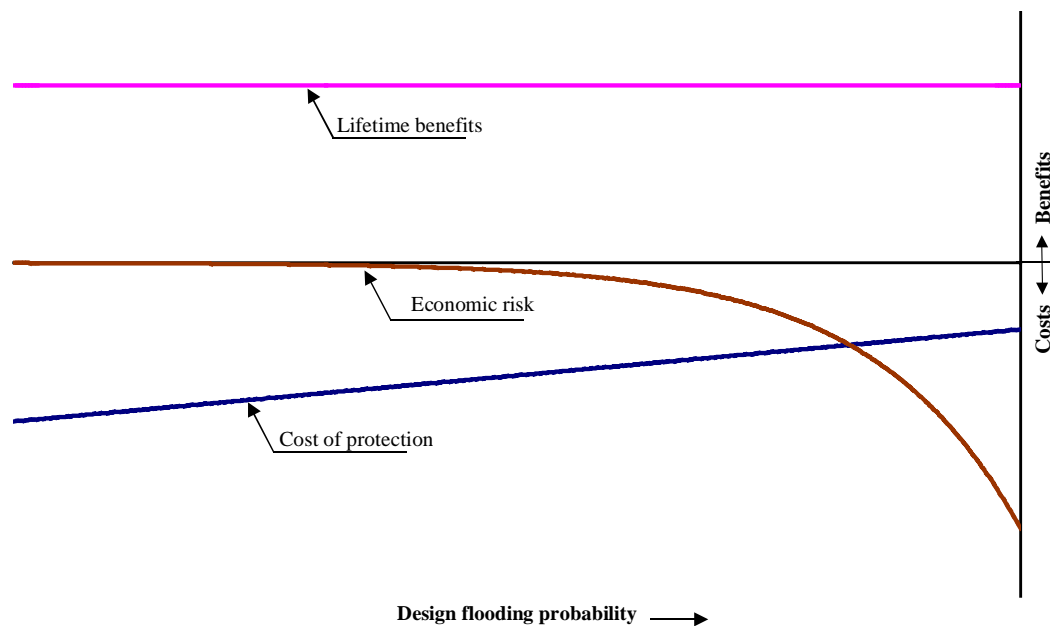 Lifetime benefits
Benefits
Economic risk
Costs
Cost of protection
Design flooding probability